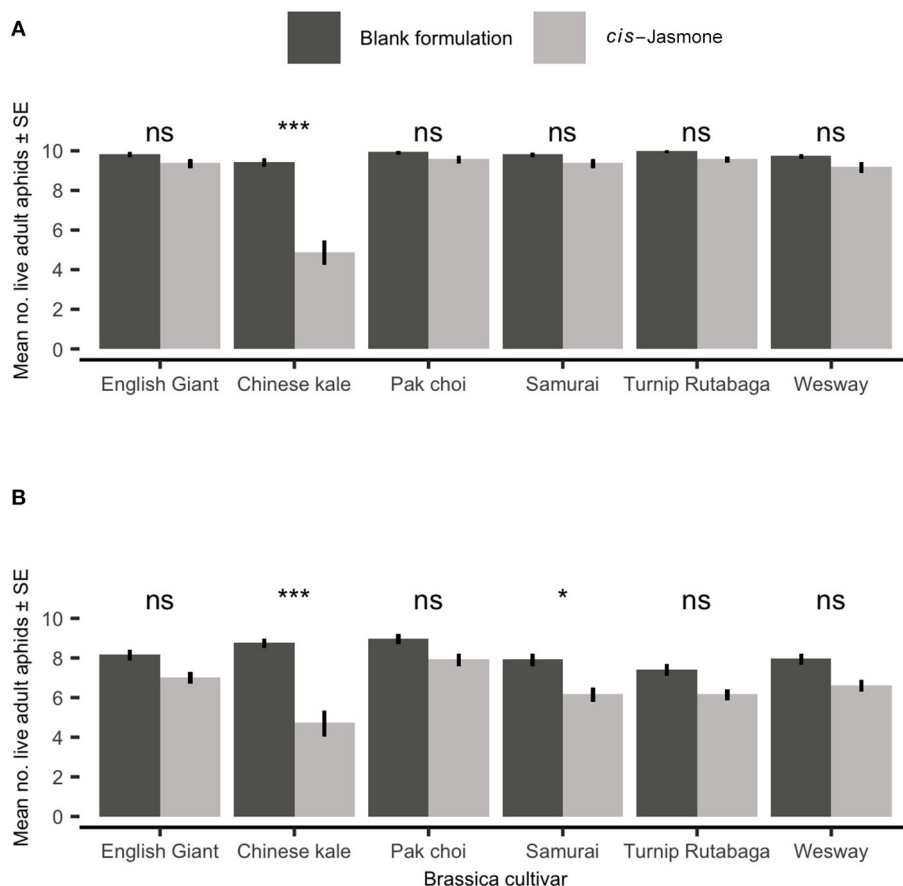 A
Blank formulation
cis-Jasmone
Mean no. live adult aphids ± SE
ns *** ns ns ns ns
10
8
6
4
2
0
English Giant Chinese kale Pak choi Samurai Turnip Rutabaga Wesway
B
Mean no. live adult aphids ± SE
ns *** ns * ns ns
10
8
6
4
2
0
English Giant Chinese kale Pak choi Samurai Turnip Rutabaga Wesway
Brassica cultivar